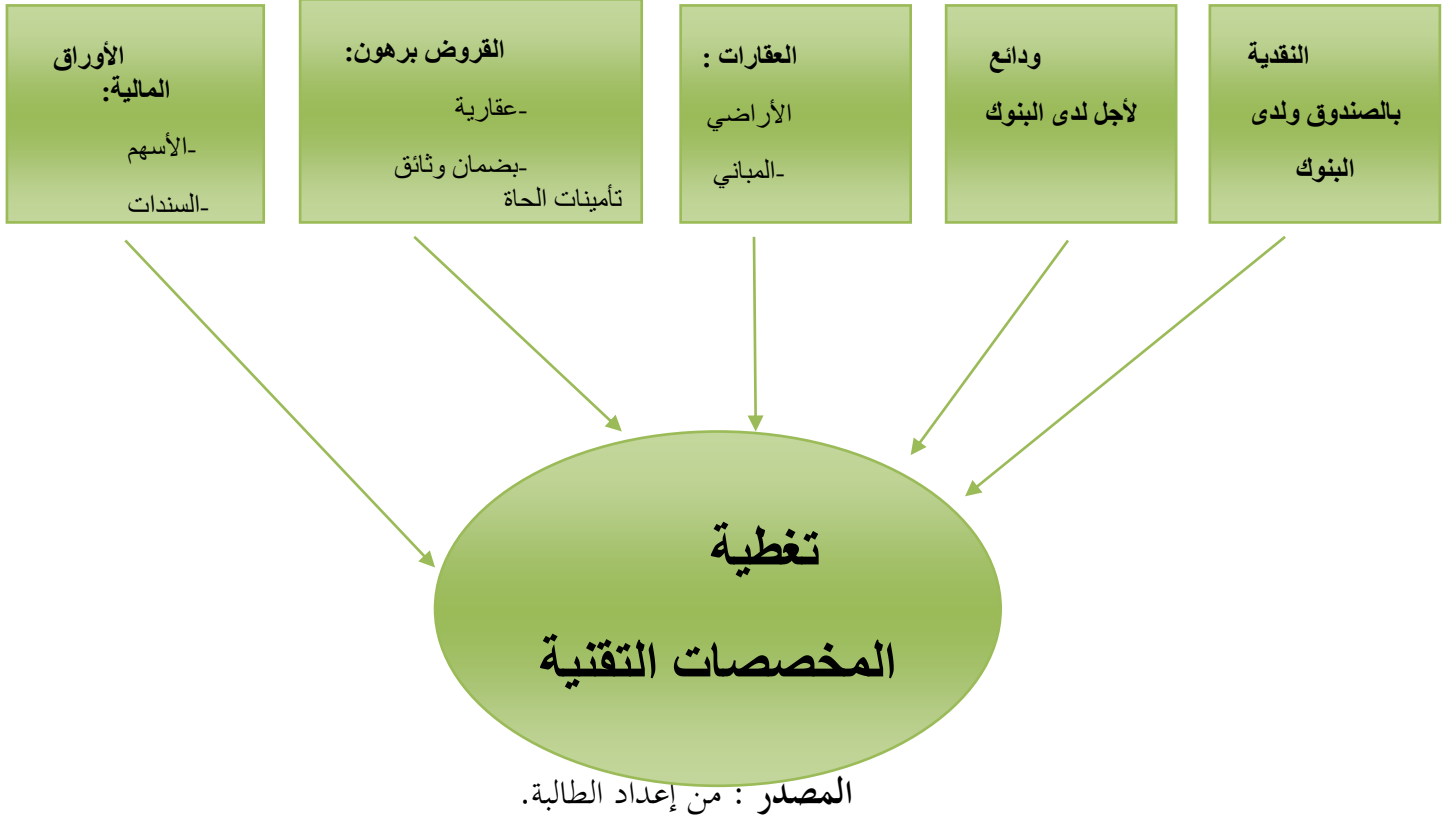 النقدية
بالصندوق ولدى
البنوك
ودائع
لأجل لدى البنوك
العقارات :
الأراضي
-المباني
القروض برهون:
-عقارية
-بضمان وثائق
تأمينات الحاة
الأوراق
المالية:
-الأسهم
-السندات
تغطية
المخصصات التقنية
المصدر : من إعداد الطالبة.